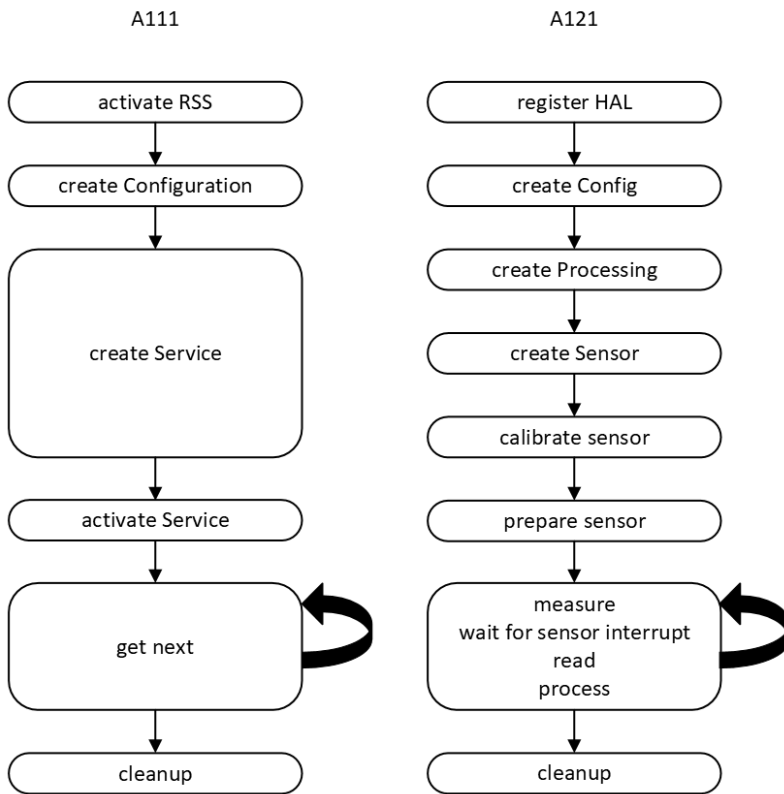 A111
activate RSS
create Configuration
create Service
activate Service
get next
cleanup
A121
register HAL
create Config
create Processing
create Sensor
calibrate sensor
prepare sensor
measure
wait for sensor interrupt
read
process
cleanup